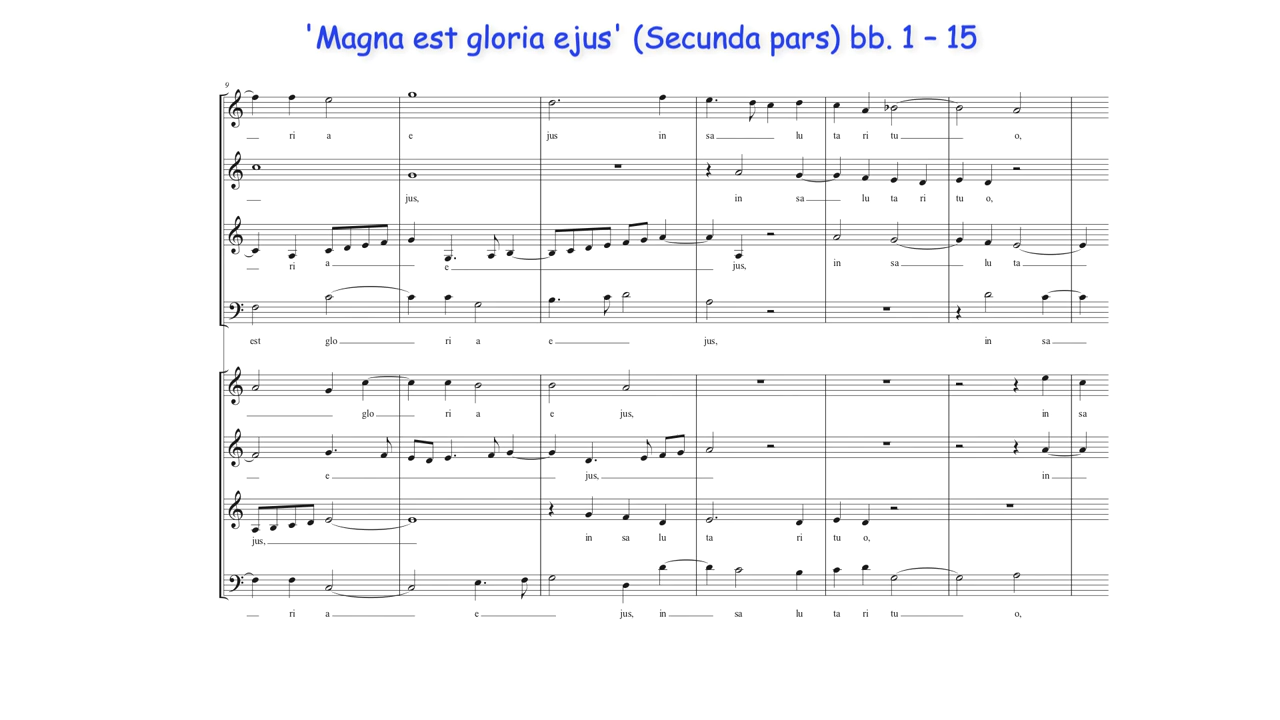 'Magna est gloria ejus' (Secunda pars) bb. 1 – 15
9
ri a e jus in sa lu ta ri tu o,
jus, in sa lu ta ri tu o,
ri a e jus, in sa lu ta
est glo ri a e jus, in sa
glo ri a e jus, in sa
e jus, in
jus, in sa lu ta ri tu o,
ri a e jus, in sa lu ta ri tu o,